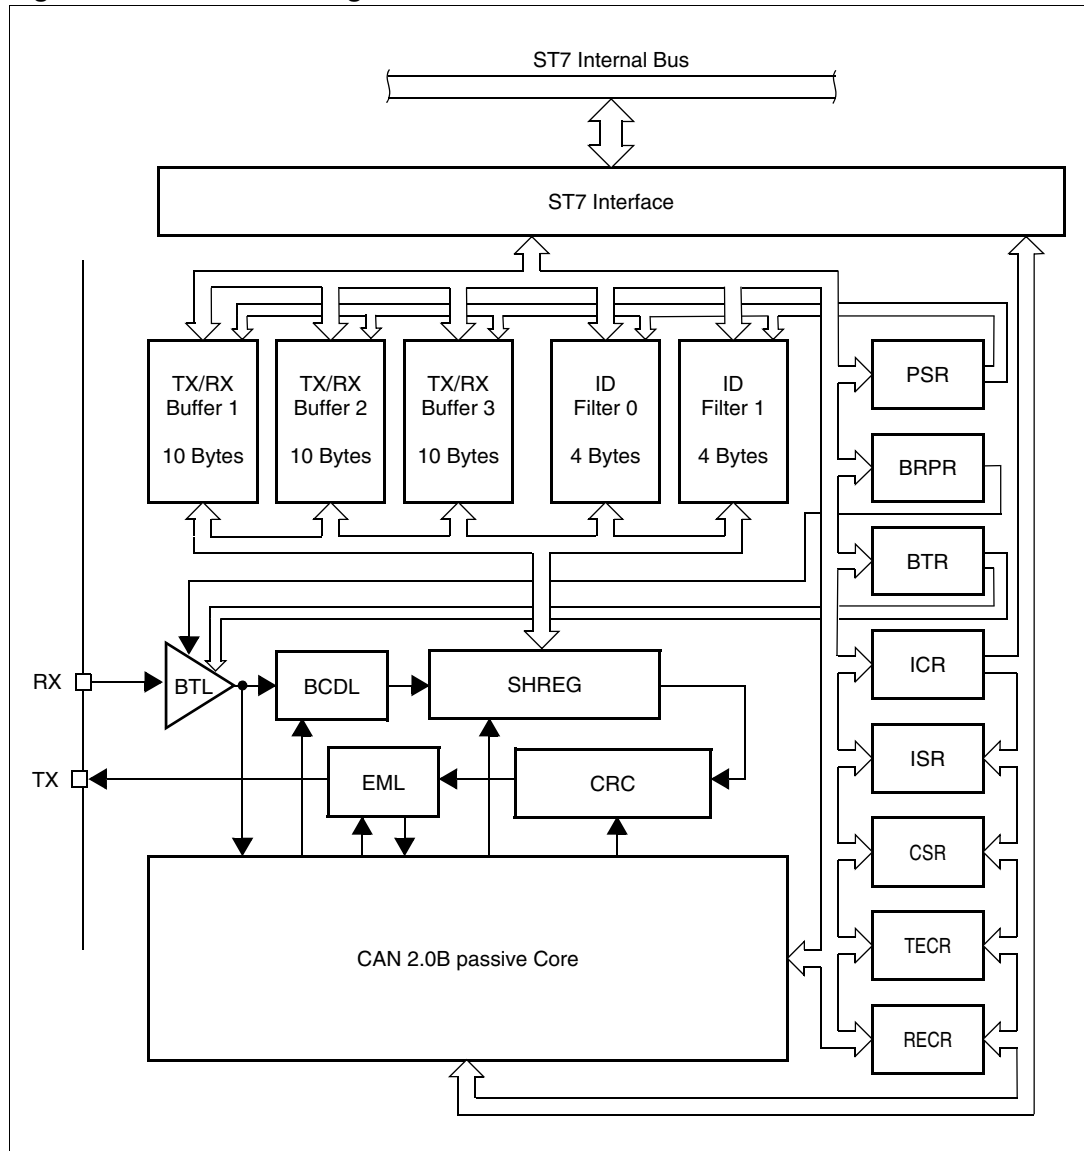 ST7 Internal Bus
ST7 Interface
TX/RX
Buffer 1
10 Bytes
TX/RX
Buffer 2
10 Bytes
TX/RX
Buffer 3
10 Bytes
ID
Filter 0
4 Bytes
ID
Filter 1
4 Bytes
PSR
BRPR
BTR
ICR
ISR
CSR
TECR
RECR
RX
BTL
BCDL
SHREG
TX
EML
CRC
CAN 2.0B passive Core